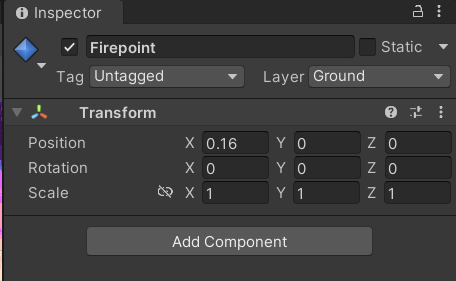 Inspector
Firepoint Static
Tag Untagged Layer Ground
Transform
Position X 0.16 Y 0 Z 0
Rotation X 0 Y 0 Z 0
Scale X 1 Y 1 Z 1
Add Component